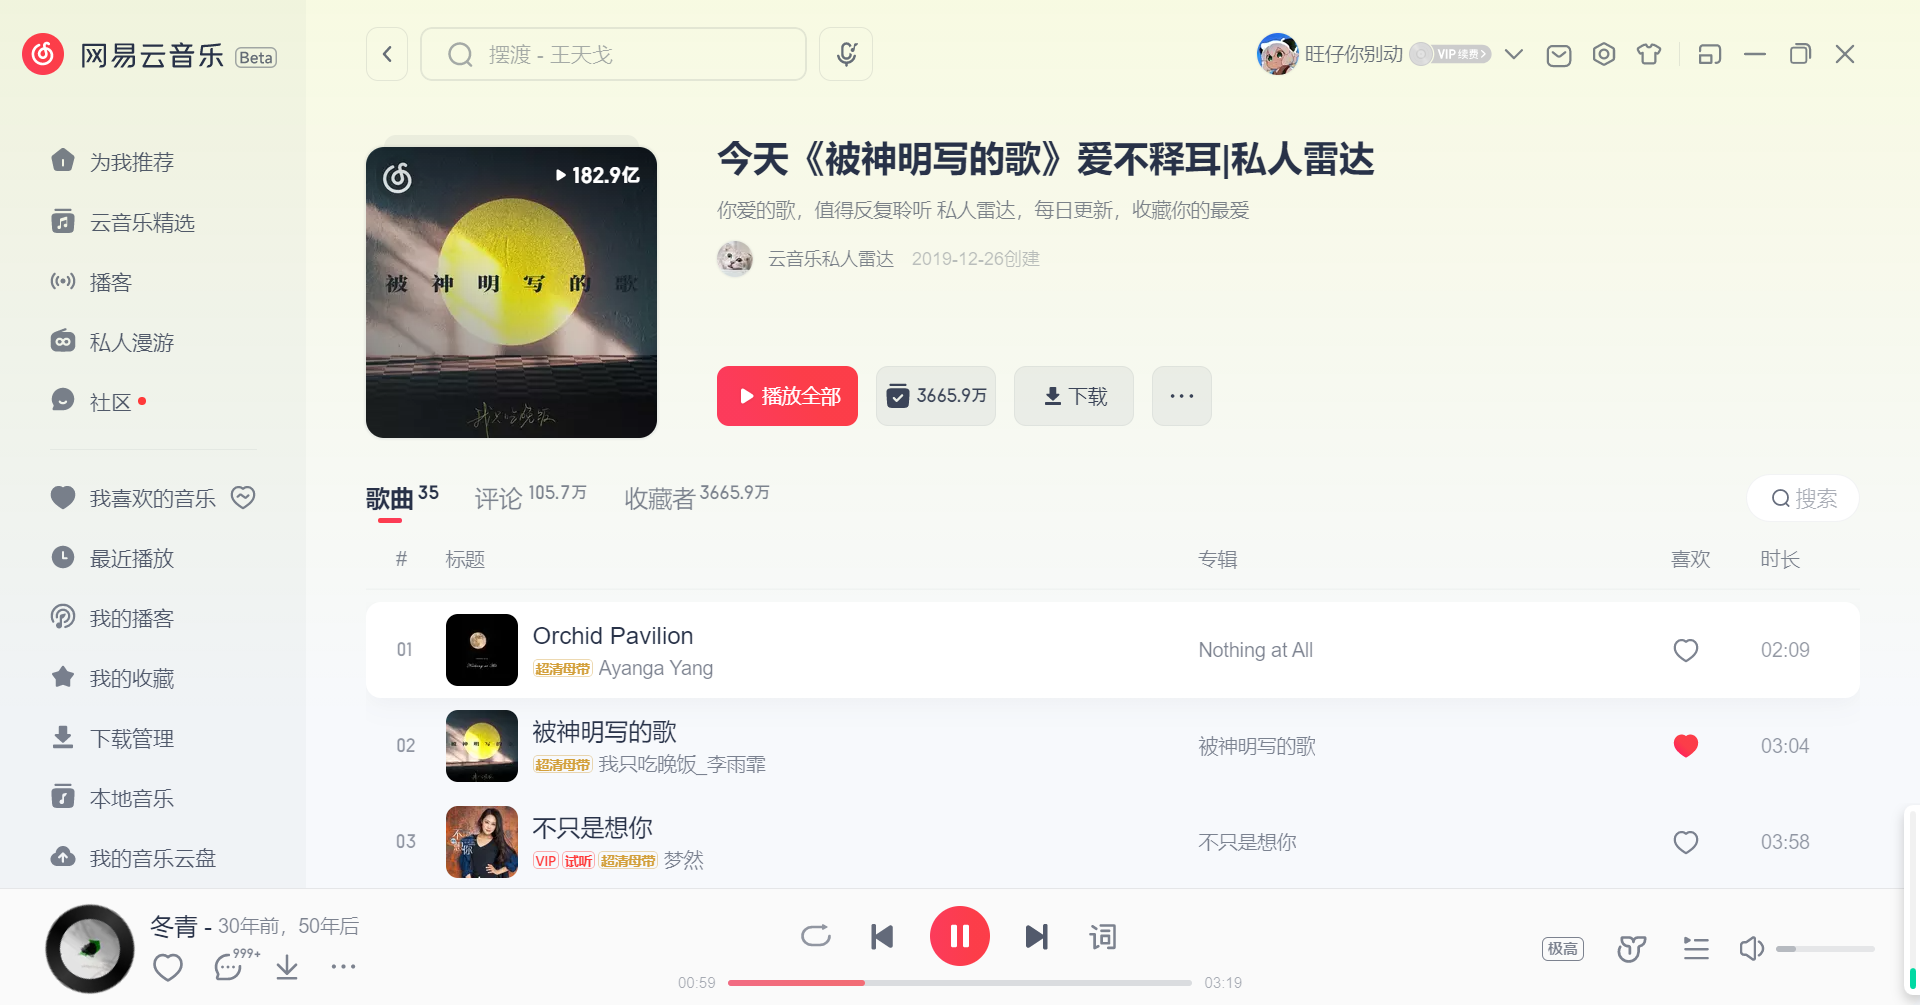 网易云音乐 Beta
摆渡 - 王天戈
旺仔你别动 VIP 续费
为我推荐
云音乐精选
播客
私人漫游
社区
我喜欢的音乐
最近播放
我的播客
我的收藏
下载管理
本地音乐
我的音乐云盘
182.9亿
被 神 明 写 的 歌
我只吃晚饭
今天《被神明写的歌》爱不释耳|私人雷达
你爱的歌，值得反复聆听 私人雷达，每日更新，收藏你的最爱
云音乐私人雷达 2019-12-26创建
播放全部 3665.9万 下载
歌曲 35 评论 105.7万 收藏者 3665.9万 搜索
# 标题 专辑 喜欢 时长
01 Orchid Pavilion Nothing at All 02:09
超清母带 Ayanga Yang
02 被神明写的歌 被神明写的歌 03:04
超清母带 我只吃晚饭_李雨霏
03 不只是想你 不只是想你 03:58
VIP 试听 超清母带 梦然
冬青 - 30年前，50年后
999+
词
00:59 03:19
极高